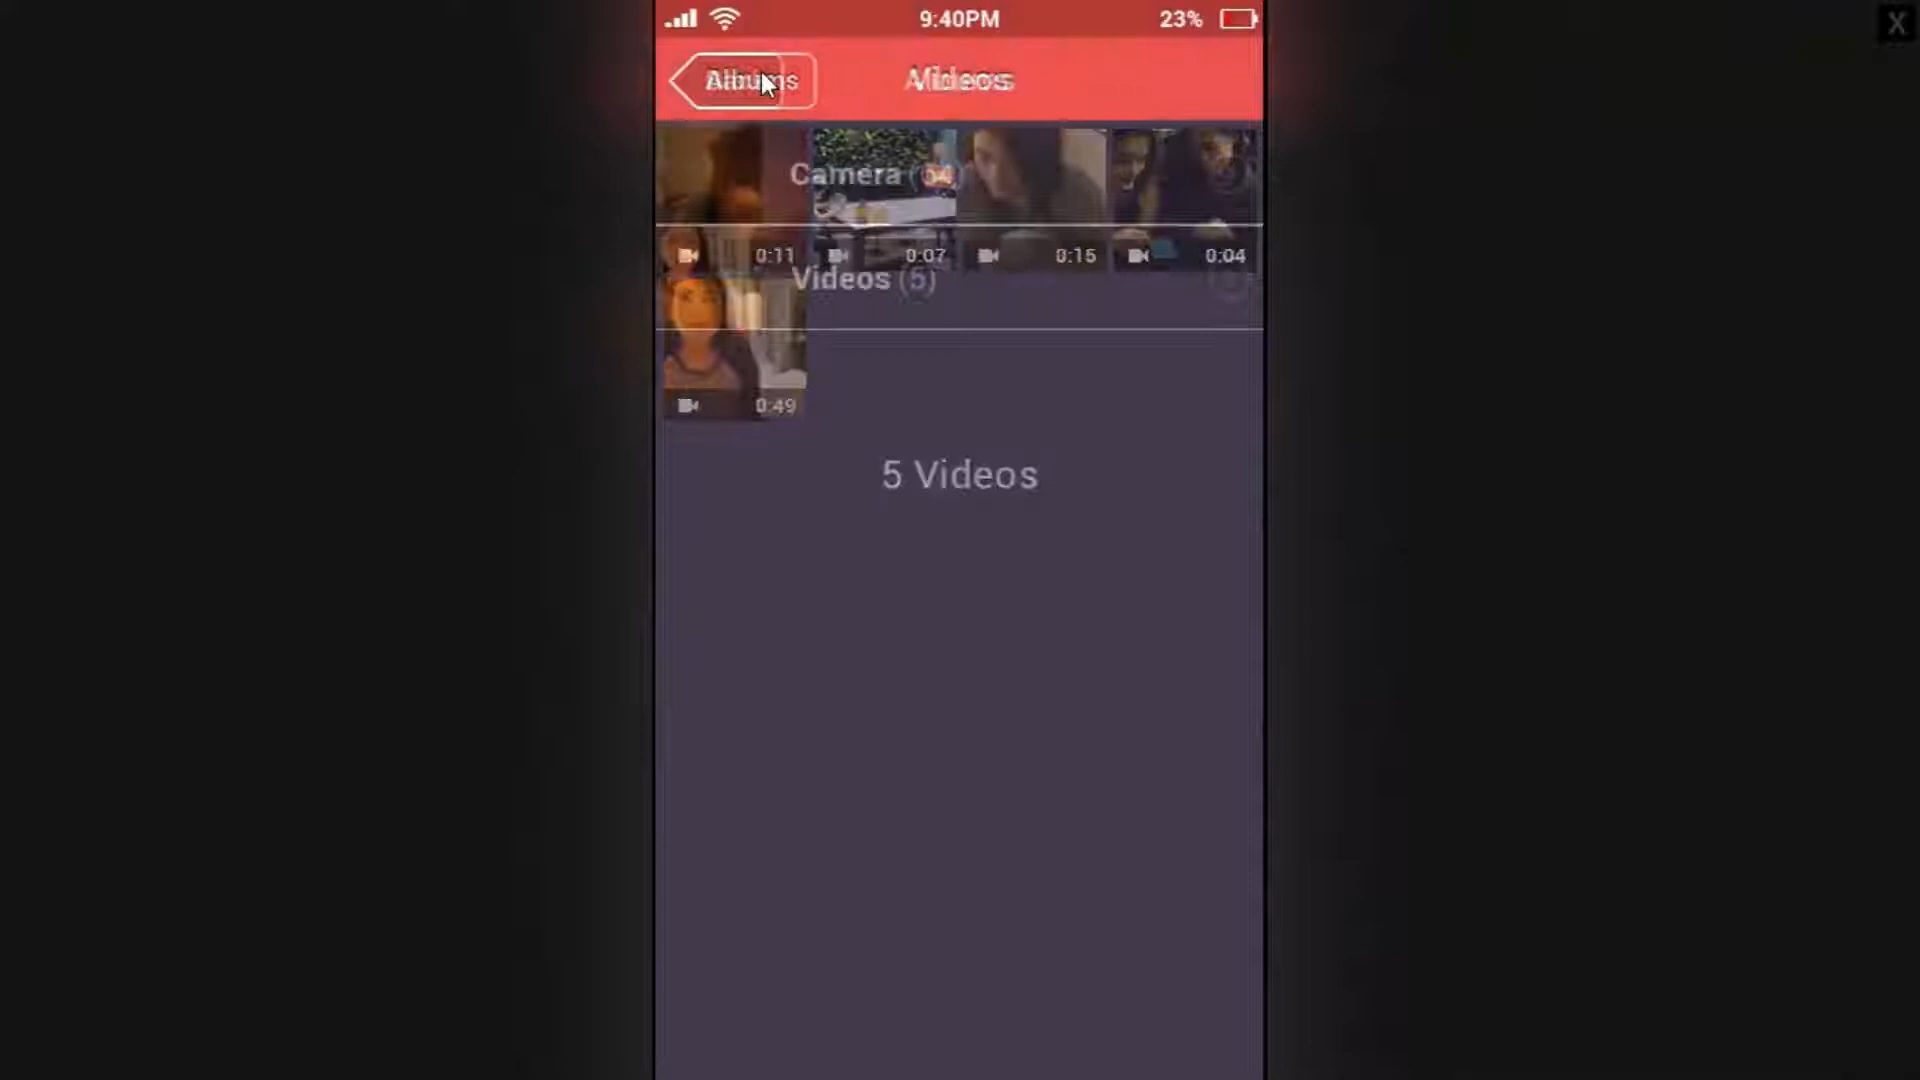 9:40PM
23%
X
Albums
Videos
Camera
0:11
0:07
0:15
0:04
Videos (5)
0:49
5 Videos